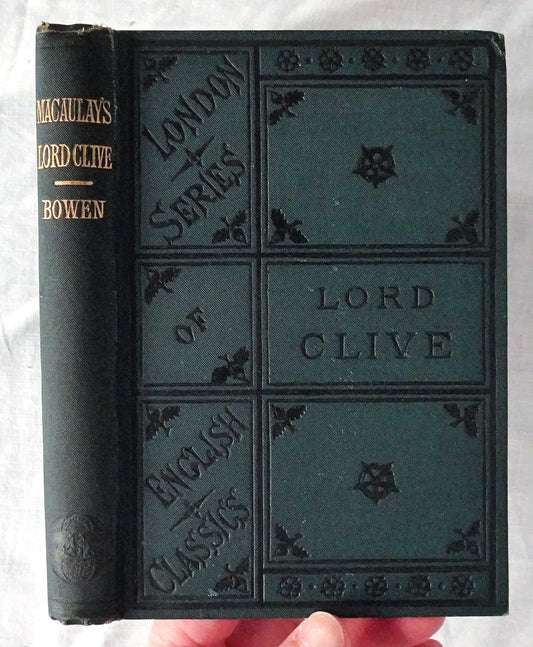 MACAULAY'S
LORD CLIVE
BOWEN
LONDON
SERIES
OF
ENGLISH
CLASSICS
LORD
CLIVE